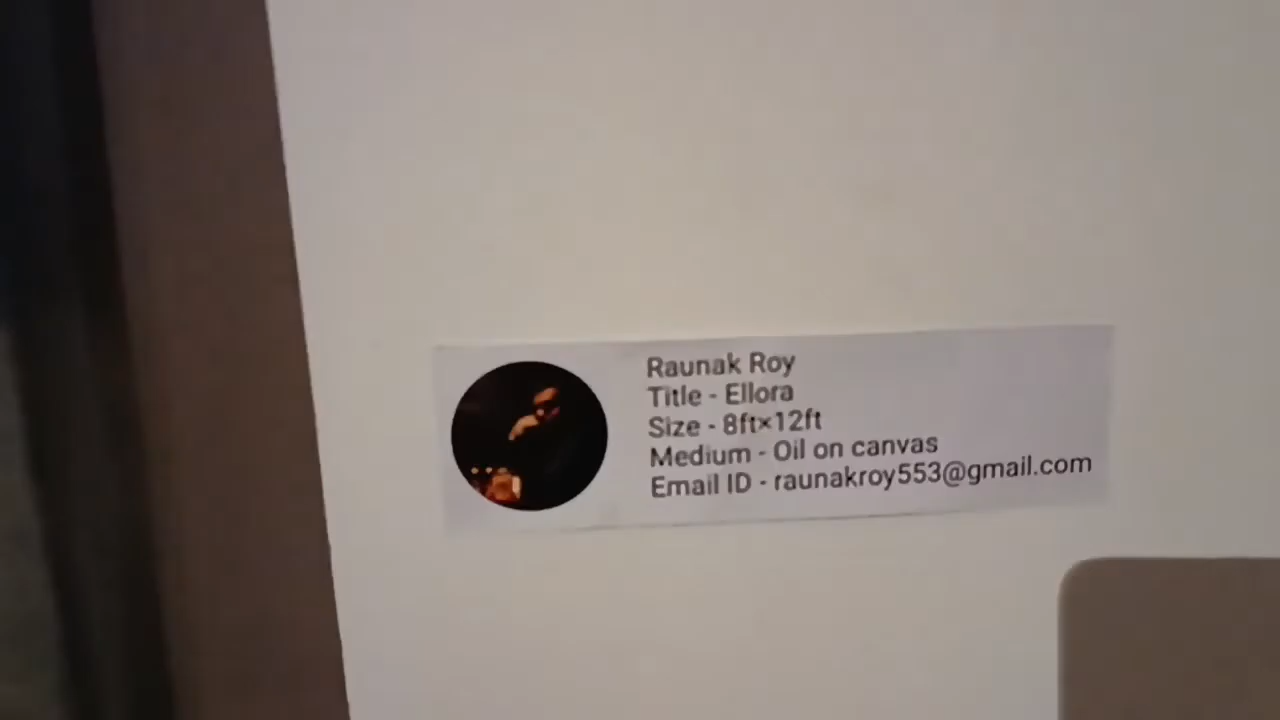 Raunak Roy
Title - Ellora
Size - 8ft×12ft
Medium - Oil on canvas
Email ID - raunakroy553@gmail.com